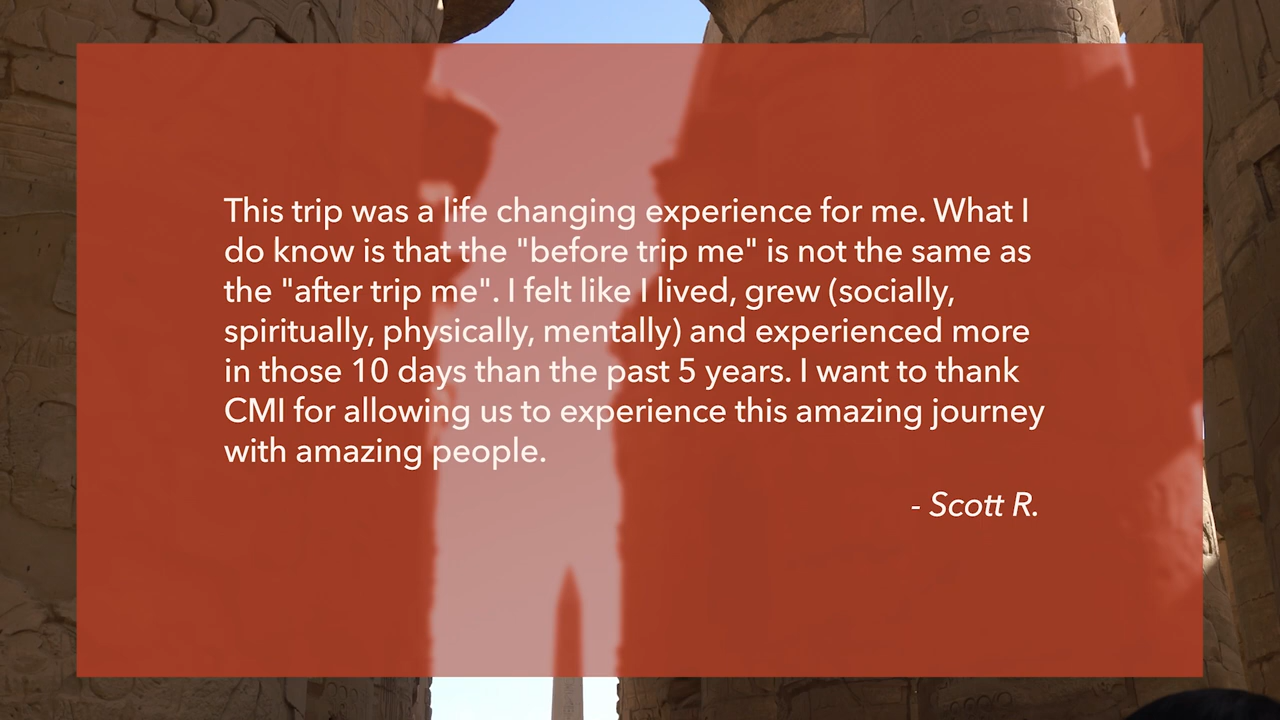 This trip was a life changing experience for me. What I
do know is that the "before trip me" is not the same as
the "after trip me". I felt like I lived, grew (socially,
spiritually, physically, mentally) and experienced more
in those 10 days than the past 5 years. I want to thank
CMI for allowing us to experience this amazing journey
with amazing people.
- Scott R.